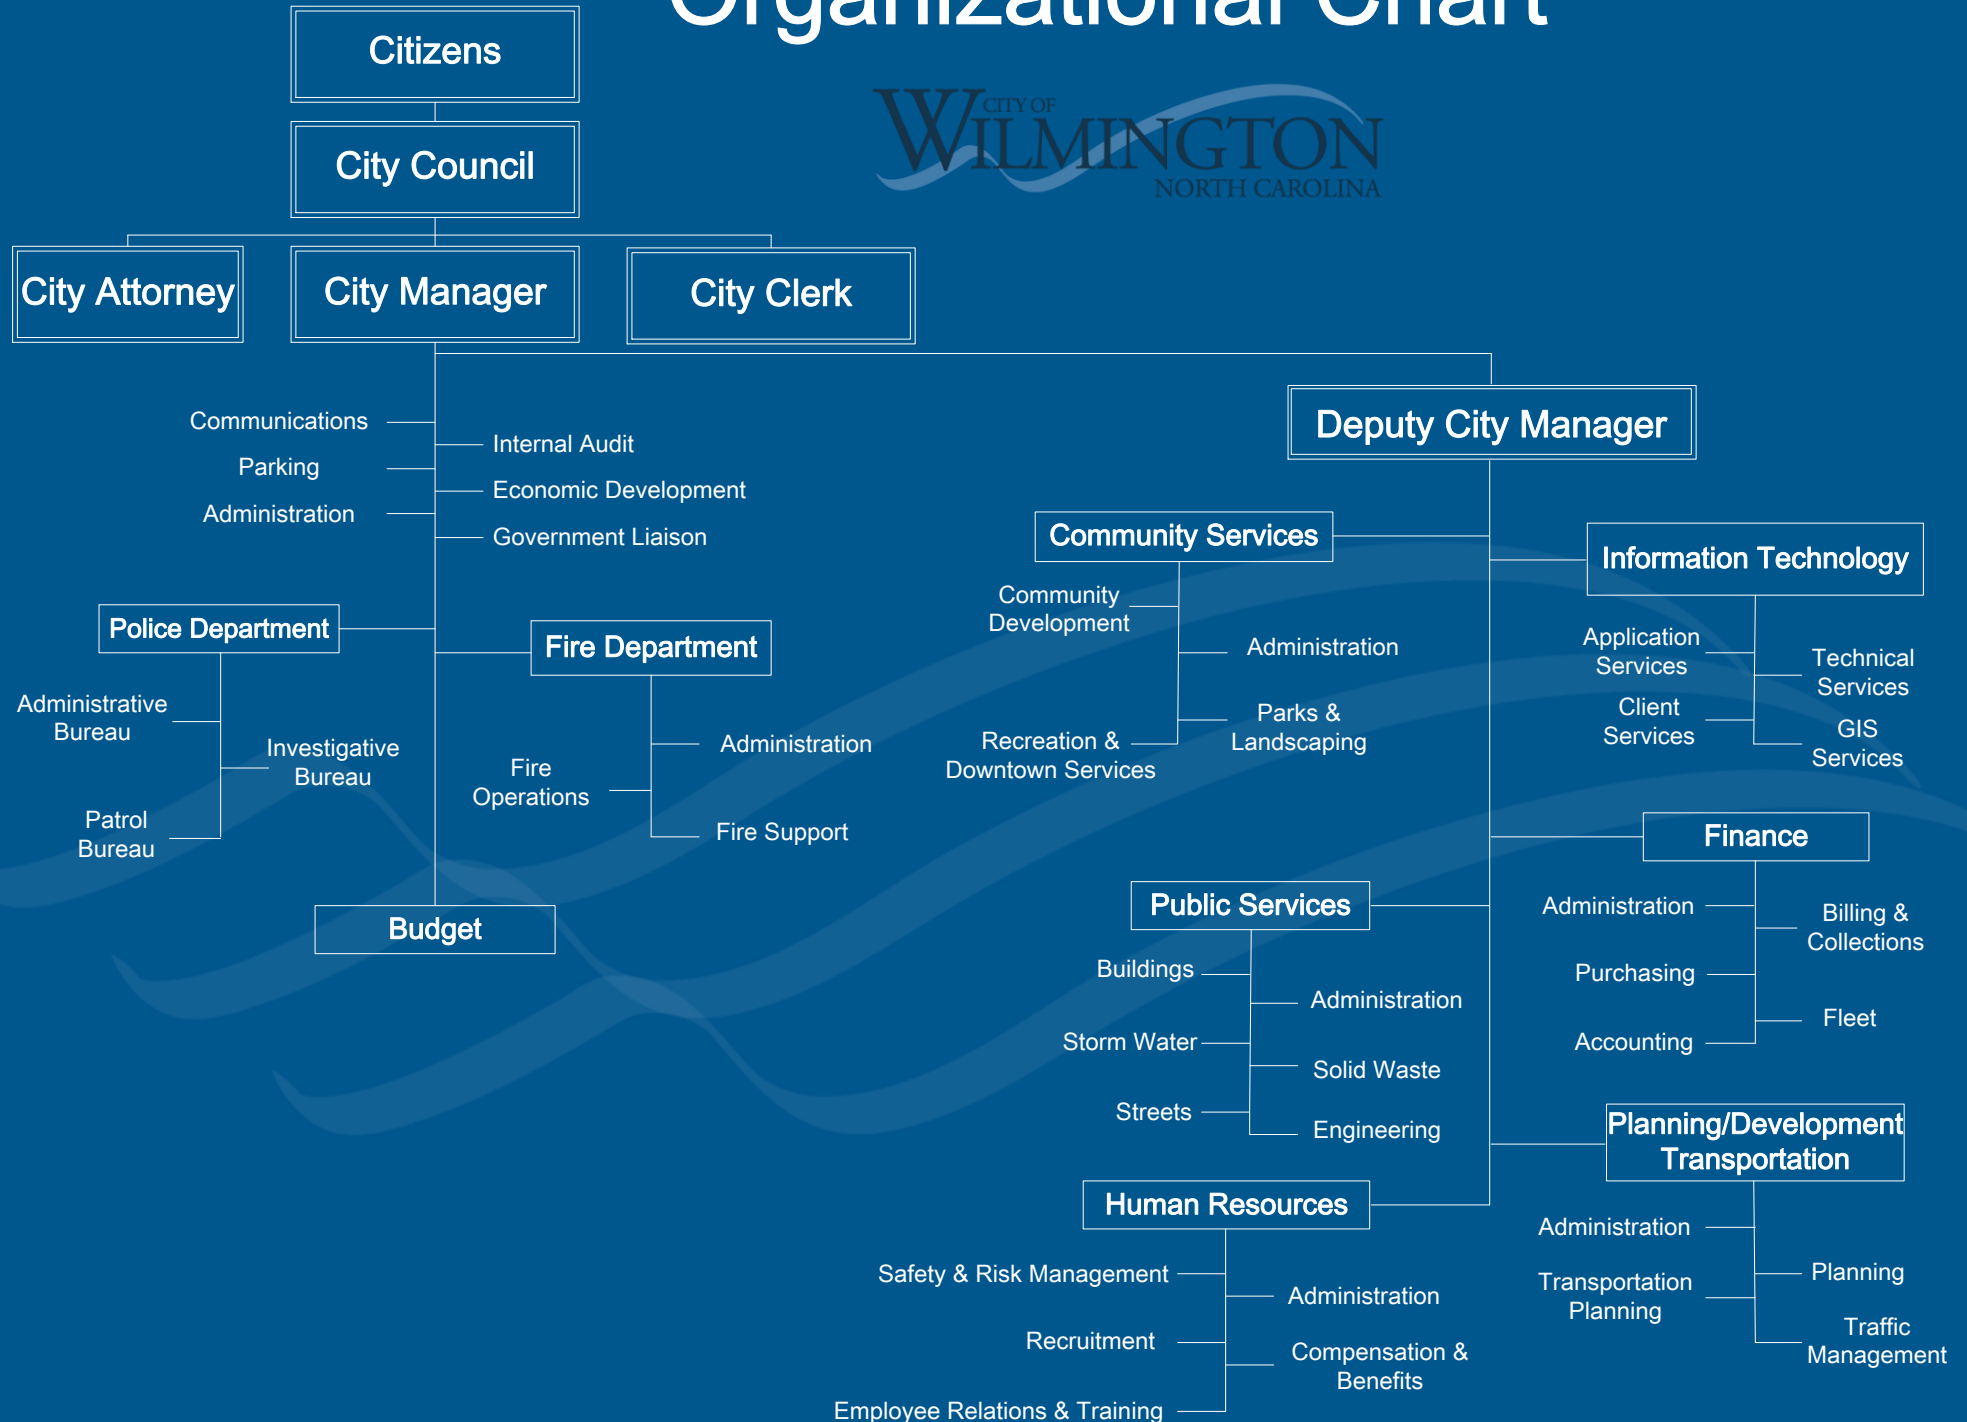 Organizational Chart
CITY OF
WILMINGTON
NORTH CAROLINA
Citizens
City Council
City Attorney
City Manager
City Clerk
Communications
Internal Audit
Parking
Economic Development
Administration
Government Liaison
Police Department
Administrative
Bureau
Investigative
Bureau
Patrol
Bureau
Fire Department
Administration
Fire
Operations
Fire Support
Budget
Deputy City Manager
Community Services
Community
Development
Administration
Parks &
Landscaping
Recreation &
Downtown Services
Information Technology
Application
Services
Technical
Services
Client
Services
GIS
Services
Finance
Administration
Billing &
Collections
Purchasing
Fleet
Accounting
Public Services
Buildings
Administration
Storm Water
Solid Waste
Streets
Engineering
Planning/Development
Transportation
Administration
Planning
Transportation
Planning
Traffic
Management
Human Resources
Safety & Risk Management
Administration
Recruitment
Compensation &
Benefits
Employee Relations & Training